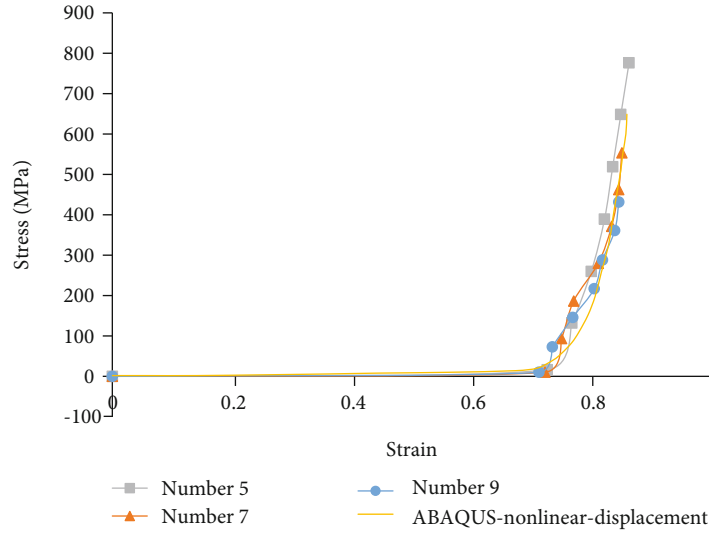 900
800
700
600
500
400
300
200
100
0
-100
0 0.2 0.4 0.6 0.8
Stress (MPa)
Strain
Number 5
Number 9
Number 7
ABAQUS-nonlinear-displacement